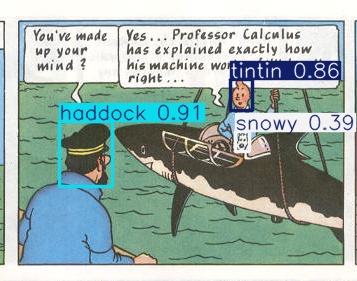 You've made
up your
mind ?
Yes... Professor Calculus
has explained exactly how
his machine
right...
tintin 0.86
haddock 0.91
snowy 0.39